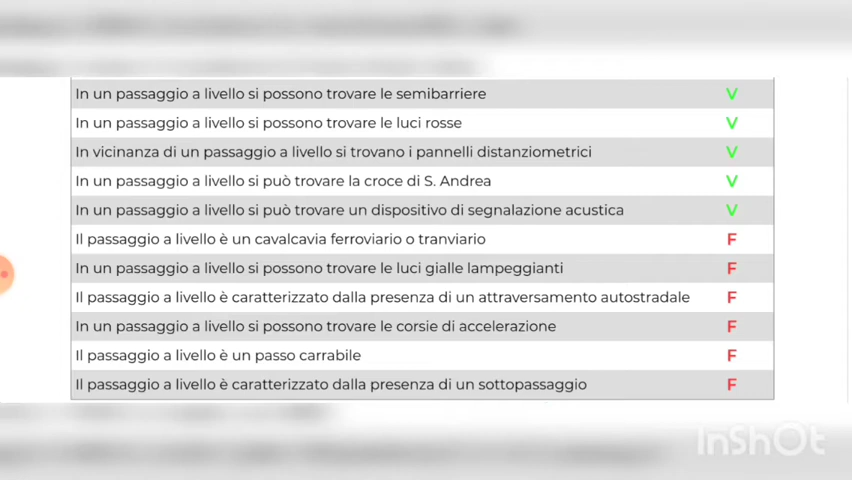 In un passaggio a livello si possono trovare le semibarriere V
In un passaggio a livello si possono trovare le luci rosse V
In vicinanza di un passaggio a livello si trovano i pannelli distanziometrici V
In un passaggio a livello si può trovare la croce di S. Andrea V
In un passaggio a livello si può trovare un dispositivo di segnalazione acustica V
Il passaggio a livello è un cavalcavia ferroviario o tranviario F
In un passaggio a livello si possono trovare le luci gialle lampeggianti F
Il passaggio a livello è caratterizzato dalla presenza di un attraversamento autostradale F
In un passaggio a livello si possono trovare le corsie di accelerazione F
Il passaggio a livello è un passo carrabile F
Il passaggio a livello è caratterizzato dalla presenza di un sottopassaggio F
InShOt